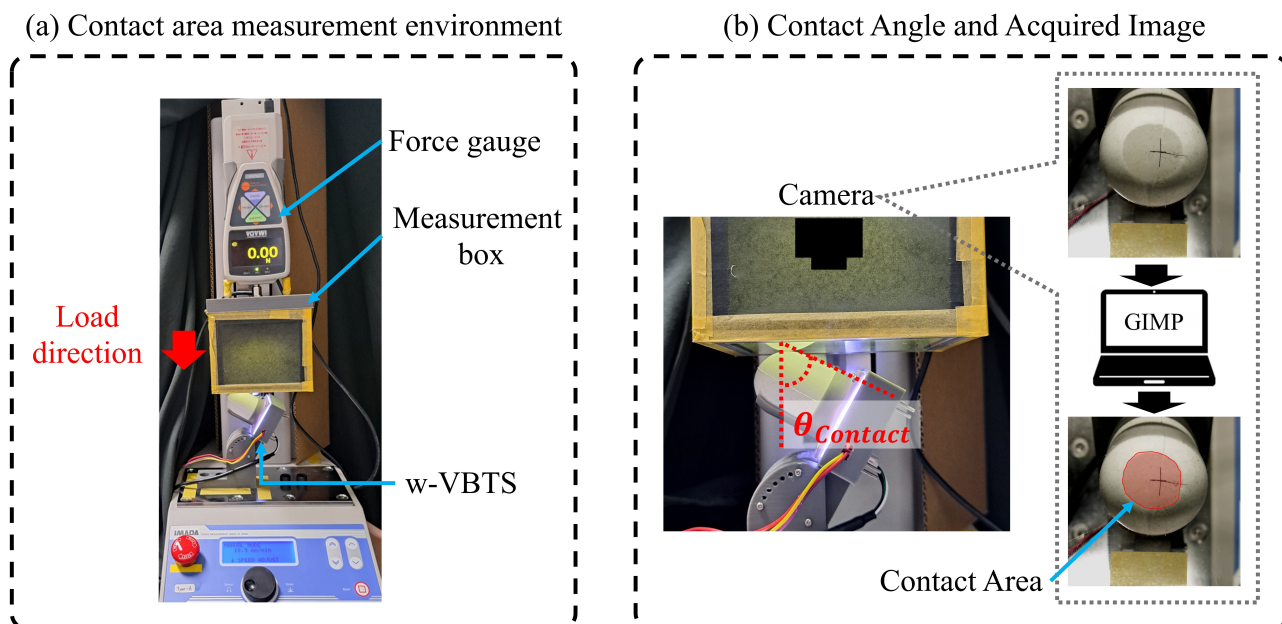 (a) Contact area measurement environment
(b) Contact Angle and Acquired Image
Force gauge
Measurement
box
0.00
N
Load
direction
w-VBTS
IMADA
Camera
GIMP
θContact
Contact Area